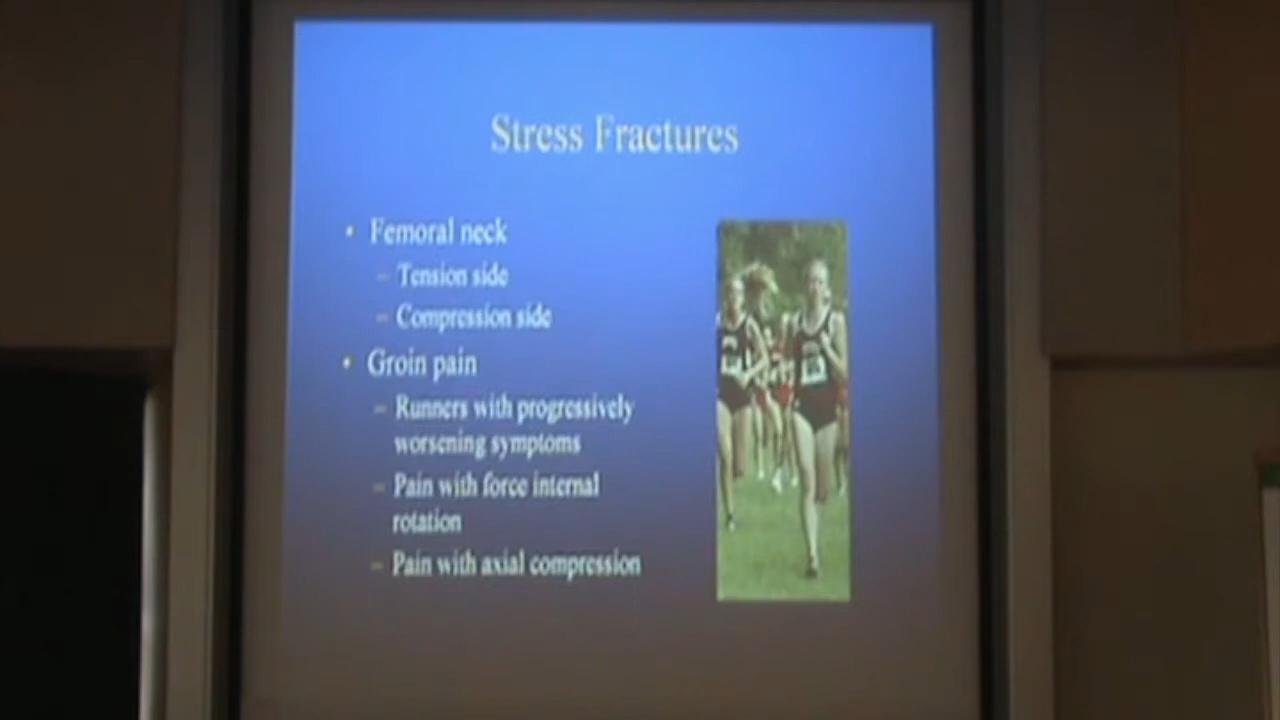 Stress Fractures
• Femoral neck
– Tension side
– Compression side
• Groin pain
– Runners with progressively
worsening symptoms
– Pain with force internal
rotation
– Pain with axial compression